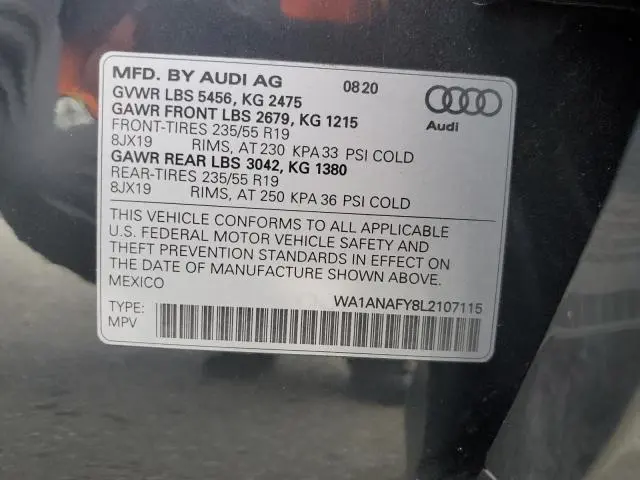 MFD. BY AUDI AG 0820
GVWR LBS 5456, KG 2475
GAWR FRONT LBS 2679, KG 1215
FRONT-TIRES 235/55 R19
8JX19 RIMS, AT 230 KPA 33 PSI COLD
GAWR REAR LBS 3042, KG 1380
REAR-TIRES 235/55 R19
8JX19 RIMS, AT 250 KPA 36 PSI COLD
Audi
THIS VEHICLE CONFORMS TO ALL APPLICABLE
U.S. FEDERAL MOTOR VEHICLE SAFETY AND
THEFT PREVENTION STANDARDS IN EFFECT ON
THE DATE OF MANUFACTURE SHOWN ABOVE.
MEXICO
WA1ANAFY8L2107115
TYPE:
MPV